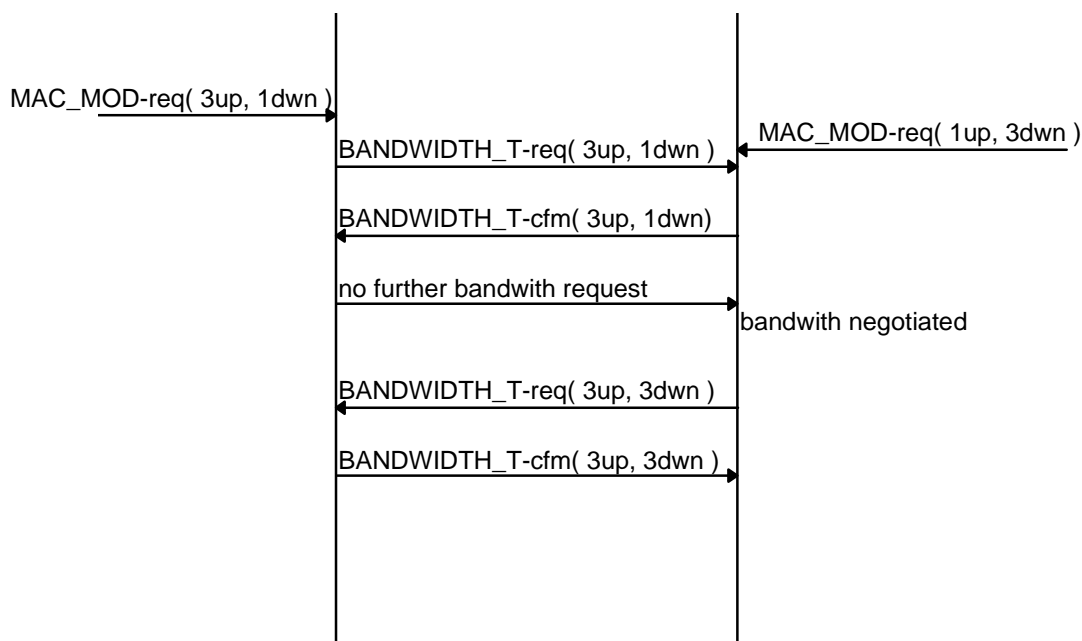 MAC_MOD-req( 3up, 1dwn )
MAC_MOD-req( 1up, 3dwn )
BANDWIDTH_T-req( 3up, 1dwn )
BANDWIDTH_T-cfm( 3up, 1dwn)
no further bandwith request
bandwith negotiated
BANDWIDTH_T-req( 3up, 3dwn )
BANDWIDTH_T-cfm( 3up, 3dwn )